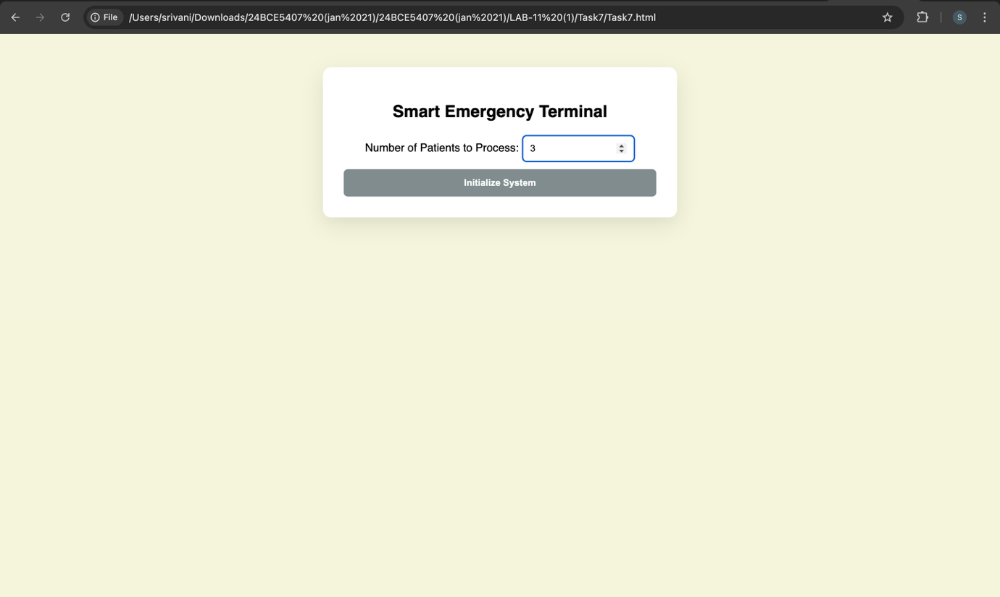 File /Users/srivani/Downloads/24BCE5407%20(jan%2021)/24BCE5407%20(jan%2021)/LAB-11%20(1)/Task7/Task7.html S
Smart Emergency Terminal
Number of Patients to Process: 3
Initialize System